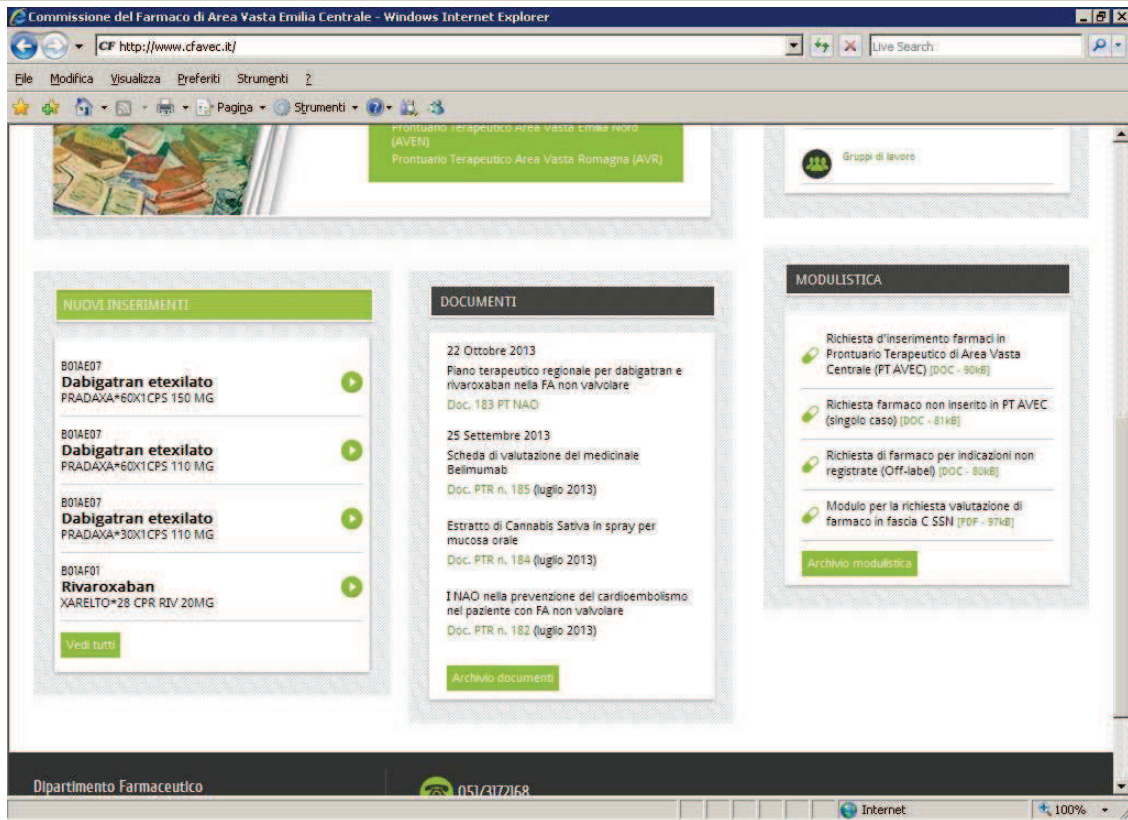 Commissione del Farmaco di Area Vasta Emilia Centrale - Windows Internet Explorer
CF http://www.cfavec.it/
Live Search
File Modifica Visualizza Preferiti Strumenti ?
Pagina Strumenti
Prontuario Terapeutico Area Vasta Emilia Nord
(AVEN)
Prontuario Terapeutico Area Vasta Romagna (AVR)
Gruppi di lavoro
NUOVI INSERIMENTI
B01AE07
Dabigatran etexilato
PRADAXA*60X1CPS 150 MG
B01AE07
Dabigatran etexilato
PRADAXA*60X1CPS 110 MG
B01AE07
Dabigatran etexilato
PRADAXA*30X1CPS 110 MG
B01AF01
Rivaroxaban
XARELTO*28 CPR RIV 20MG
Vedi tutti
DOCUMENTI
22 Ottobre 2013
Piano terapeutico regionale per dabigatran e
rivaroxaban nella FA non valvolare
Doc. 183 PT NAO
25 Settembre 2013
Scheda di valutazione del medicinale
Belimumab
Doc. PTR n. 185 (luglio 2013)
Estratto di Cannabis Sativa in spray per
mucosa orale
Doc. PTR n. 184 (luglio 2013)
I NAO nella prevenzione del cardioembolismo
nel paziente con FA non valvolare
Doc. PTR n. 182 (luglio 2013)
Archivio documenti
MODULISTICA
Richiesta d'inserimento farmaci in
Prontuario Terapeutico di Area Vasta
Centrale (PT AVEC) [DOC - 90kB]
Richiesta farmaco non inserito in PT AVEC
(singolo caso) [DOC - 81kB]
Richiesta di farmaco per indicazioni non
registrate (Off-label) [DOC - 80kB]
Modulo per la richiesta valutazione di
farmaco in fascia C SSN [PDF - 97kB]
Archivio modulistica
Dipartimento Farmaceutico
051/3172168
Internet
100%